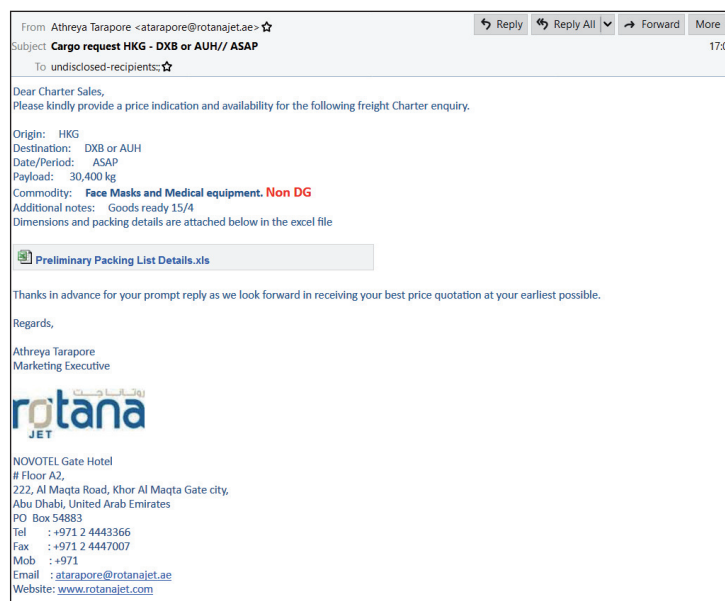 From Athreya Tarapore <atarapore@rotanajet.ae>
Reply Reply All Forward More
Subject Cargo request HKG - DXB or AUH// ASAP
17:0
To undisclosed-recipients:;
Dear Charter Sales,
Please kindly provide a price indication and availability for the following freight Charter enquiry.
Origin: HKG
Destination: DXB or AUH
Date/Period: ASAP
Payload: 30,400 kg
Commodity: Face Masks and Medical equipment. Non DG
Additional notes: Goods ready 15/4
Dimensions and packing details are attached below in the excel file
Preliminary Packing List Details.xls
Thanks in advance for your prompt reply as we look forward in receiving your best price quotation at your earliest possible.
Regards,
Athreya Tarapore
Marketing Executive
روتانا جت
rotana
JET
NOVOTEL Gate Hotel
# Floor A2,
222, Al Maqta Road, Khor Al Maqta Gate city,
Abu Dhabi, United Arab Emirates
PO Box 54883
Tel : +971 2 4443366
Fax : +971 2 4447007
Mob : +971
Email : atarapore@rotanajet.ae
Website: www.rotanajet.com